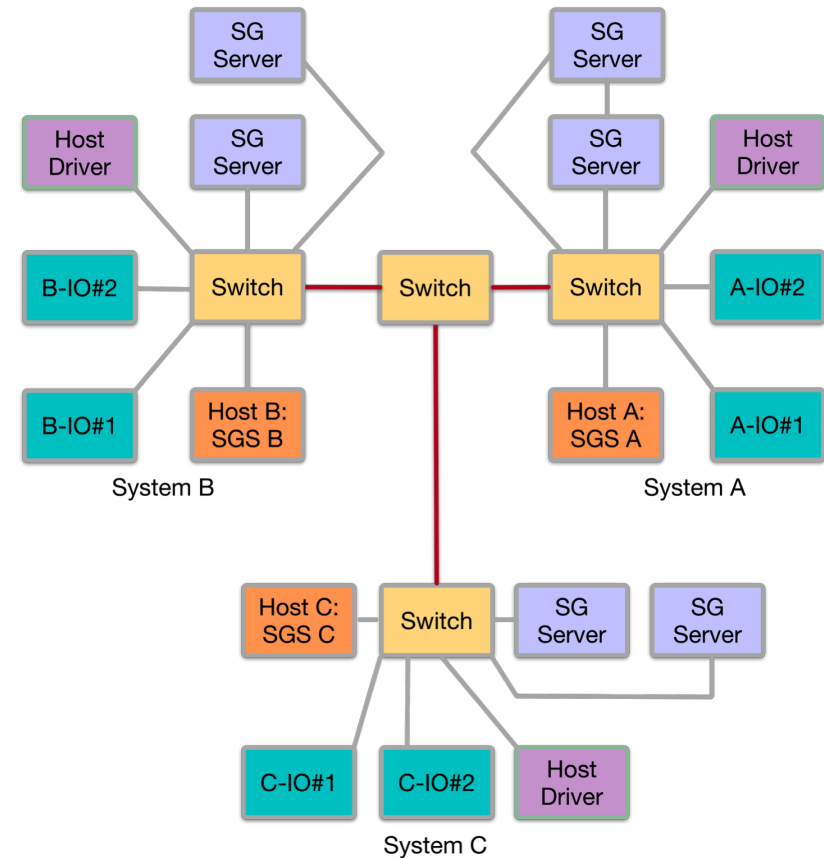 SG
Server
SG
Server
Host
Driver
SG
Server
SG
Server
Host
Driver
B-IO#2
Switch
Switch
Switch
A-IO#2
B-IO#1
Host B:
SGS B
Host A:
SGS A
A-IO#1
System B
System A
Host C:
SGS C
Switch
SG
Server
SG
Server
C-IO#1
C-IO#2
Host
Driver
System C